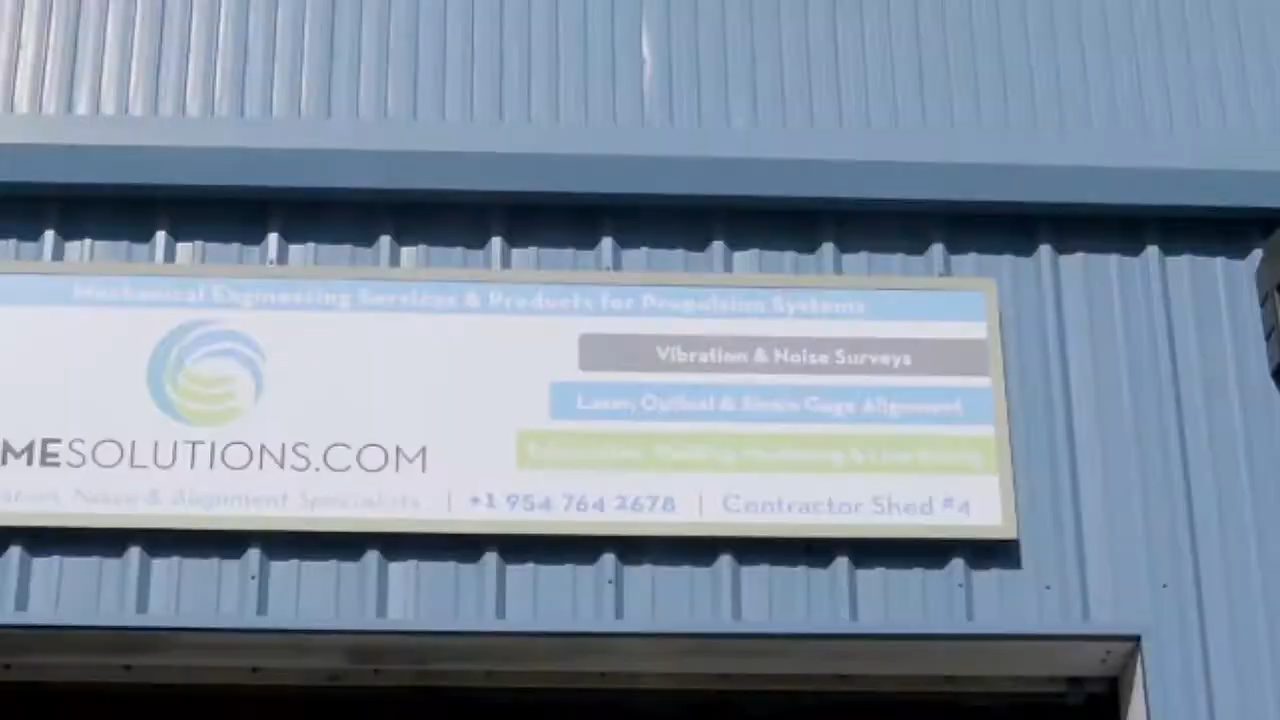 Mechanical Engineering Services & Products for Propulsion Systems
Vibration & Noise Surveys
Laser, Optical & Strain Gage Alignment
MESOLUTIONS.COM
Noise & Alignment Specialists | +1 954 764 2678 | Contractor Shed #4